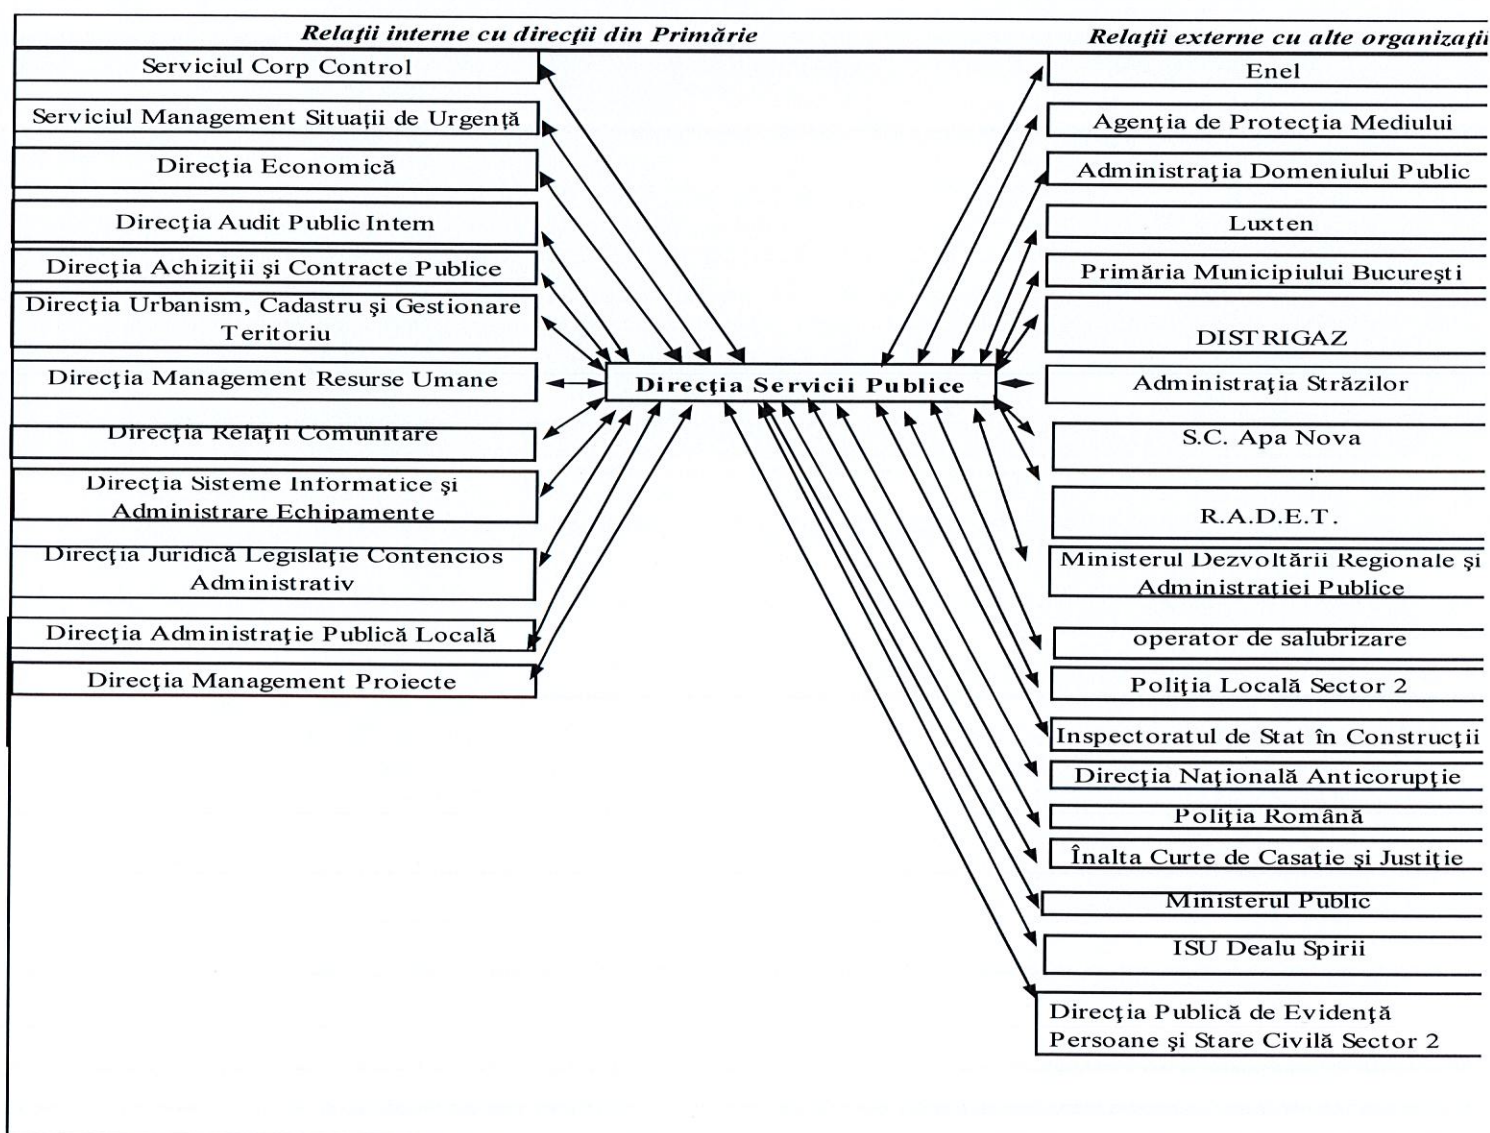 Relaţii interne cu direcţii din Primărie
Relaţii externe cu alte organizaţii
Serviciul Corp Control
Serviciul Management Situaţii de Urgenţă
Direcţia Economică
Direcţia Audit Public Intern
Direcţia Achiziţii şi Contracte Publice
Direcţia Urbanism, Cadastru şi Gestionare
Teritoriu
Direcţia Management Resurse Umane
Direcţia Relaţii Comunitare
Direcţia Sisteme Informatice şi
Administrare Echipamente
Direcţia Juridică Legislaţie Contencios
Administrativ
Direcţia Administraţie Publică Locală
Direcţia Management Proiecte
Direcţia Servicii Publice
Enel
Agenţia de Protecţia Mediului
Administraţia Domeniului Public
Luxten
Primăria Municipiului Bucureşti
DISTRIGAZ
Administraţia Străzilor
S.C. Apa Nova
R.A.D.E.T.
Ministerul Dezvoltării Regionale şi
Administraţiei Publice
operator de salubrizare
Poliţia Locală Sector 2
Inspectoratul de Stat în Construcţii
Direcţia Naţională Anticorupţie
Poliţia Română
Înalta Curte de Casaţie şi Justiţie
Ministerul Public
ISU Dealu Spirii
Direcţia Publică de Evidenţă
Persoane şi Stare Civilă Sector 2